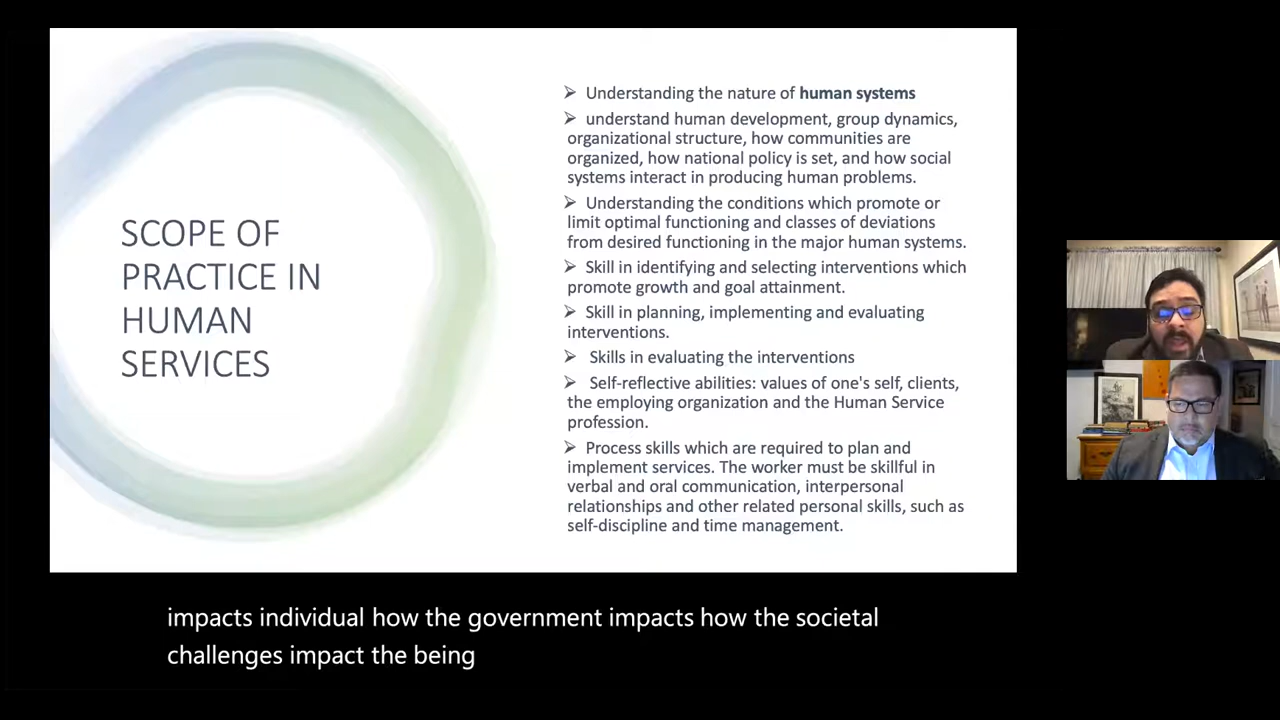 SCOPE OF
PRACTICE IN
HUMAN
SERVICES
➢ Understanding the nature of human systems
➢ understand human development, group dynamics,
organizational structure, how communities are
organized, how national policy is set, and how social
systems interact in producing human problems.
➢ Understanding the conditions which promote or
limit optimal functioning and classes of deviations
from desired functioning in the major human systems.
➢ Skill in identifying and selecting interventions which
promote growth and goal attainment.
➢ Skill in planning, implementing and evaluating
interventions.
➢ Skills in evaluating the interventions
➢ Self-reflective abilities: values of one's self, clients,
the employing organization and the Human Service
profession.
➢ Process skills which are required to plan and
implement services. The worker must be skillful in
verbal and oral communication, interpersonal
relationships and other related personal skills, such as
self-discipline and time management.
impacts individual how the government impacts how the societal
challenges impact the being